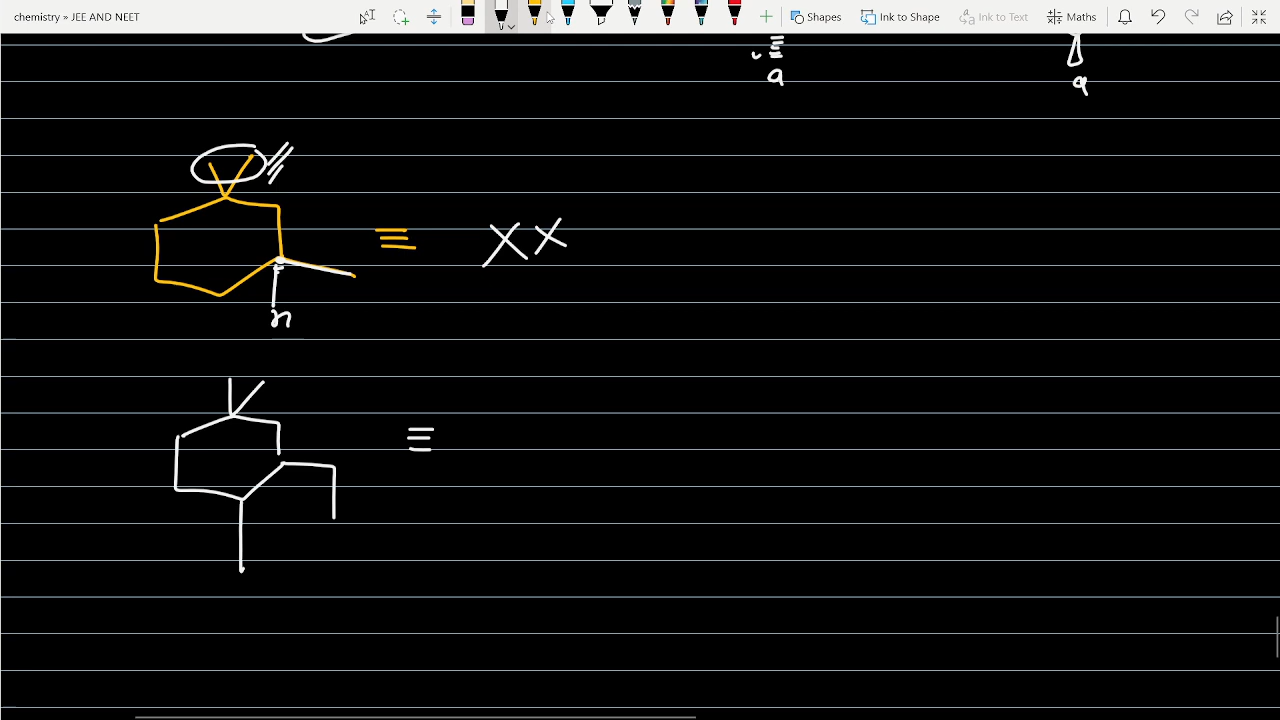 chemistry » JEE AND NEET
Shapes
Ink to Shape
Ink to Text
Maths
a
a
≡
X X
≡